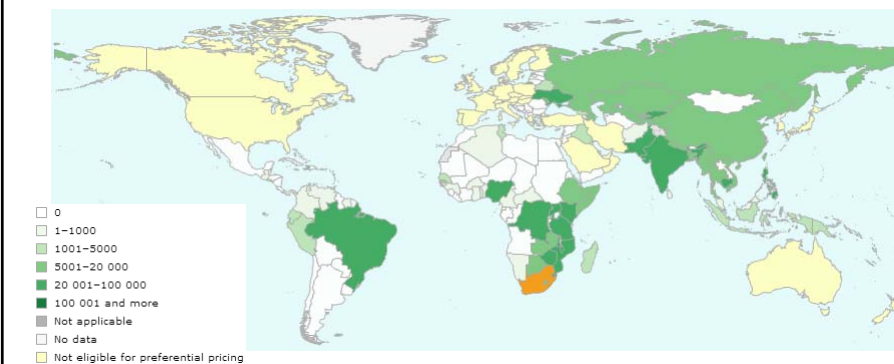 0
1–1000
1001–5000
5001–20 000
20 001–100 000
100 001 and more
Not applicable
No data
Not eligible for preferential pricing